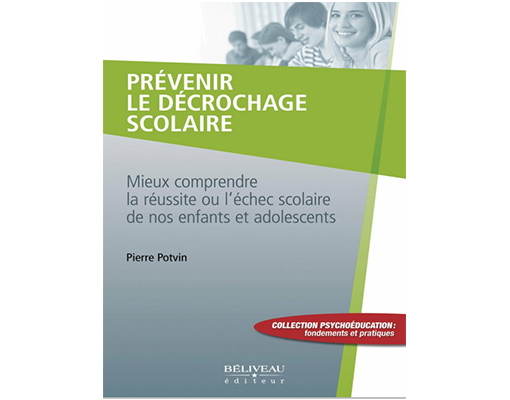 PRÉVENIR
LE DÉCROCHAGE
SCOLAIRE
Mieux comprendre
la réussite ou l'échec scolaire
de nos enfants et adolescents
Pierre Potvin
COLLECTION PSYCHOÉDUCATION :
fondements et pratiques
BÉLIVEAU
éditeur